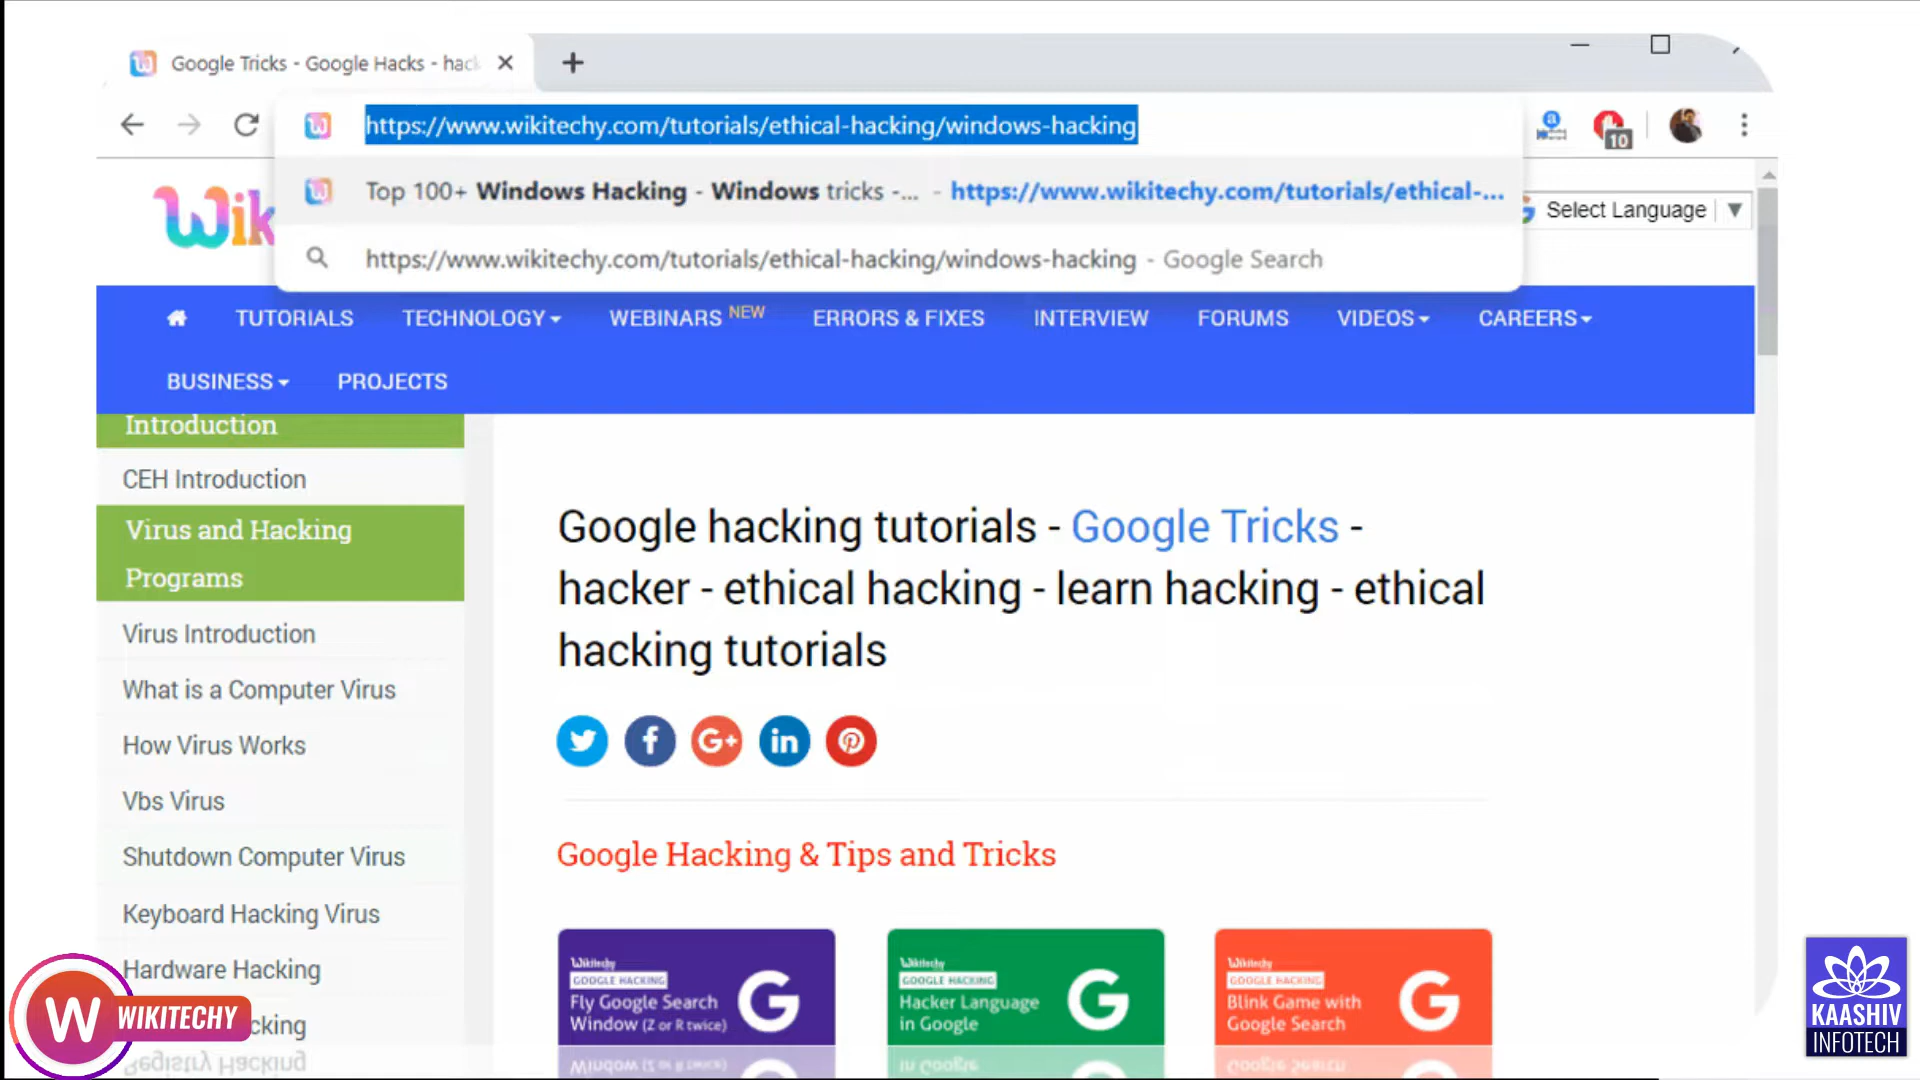 Google Tricks - Google Hacks - hack
https://www.wikitechy.com/tutorials/ethical-hacking/windows-hacking
10
Top 100+ Windows Hacking - Windows tricks -... - https://www.wikitechy.com/tutorials/ethical-...
https://www.wikitechy.com/tutorials/ethical-hacking/windows-hacking - Google Search
Wik
Select Language
TUTORIALS TECHNOLOGY WEBINARS NEW ERRORS & FIXES INTERVIEW FORUMS VIDEOS CAREERS
BUSINESS PROJECTS
Introduction
CEH Introduction
Virus and Hacking
Programs
Virus Introduction
What is a Computer Virus
How Virus Works
Vbs Virus
Shutdown Computer Virus
Keyboard Hacking Virus
Hardware Hacking
cking
Registry Hacking
Google hacking tutorials - Google Tricks -
hacker - ethical hacking - learn hacking - ethical
hacking tutorials
Google Hacking & Tips and Tricks
Wikitechy
GOOGLE HACKING
Fly Google Search
Window (Z or R twice)
Wikitechy
GOOGLE HACKING
Hacker Language
in Google
Wikitechy
GOOGLE HACKING
Blink Game with
Google Search
W WIKITECHY
KAASHIV
INFOTECH